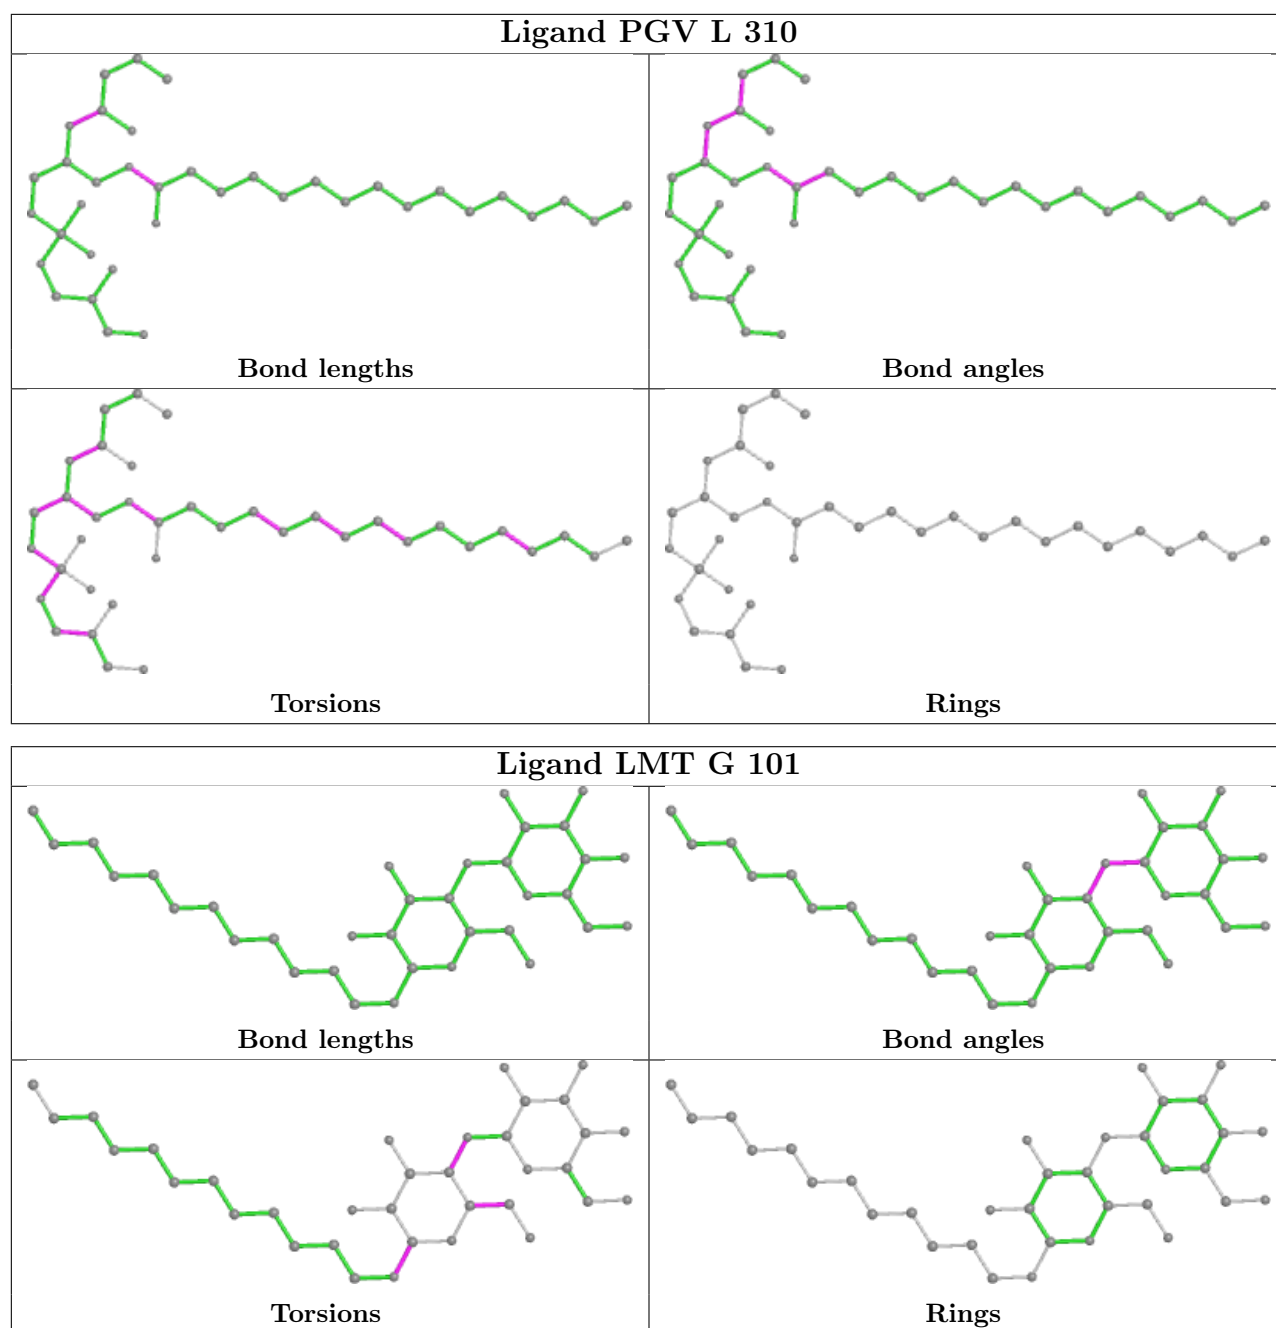 Ligand PGV L 310
Bond lengths
Bond angles
Torsions
Rings
Ligand LMT G 101
Bond lengths
Bond angles
Torsions
Rings